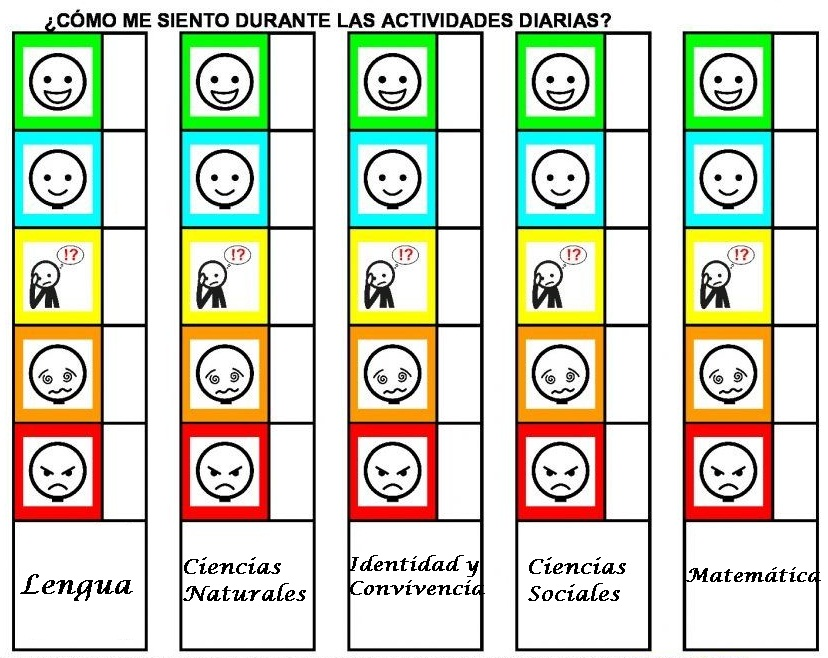 ¿CÓMO ME SIENTO DURANTE LAS ACTIVIDADES DIARIAS?
!?
!?
!?
!?
!?
Lengua
Ciencias
Naturales
Identidad y
Convivencia
Ciencias
Sociales
Matemática